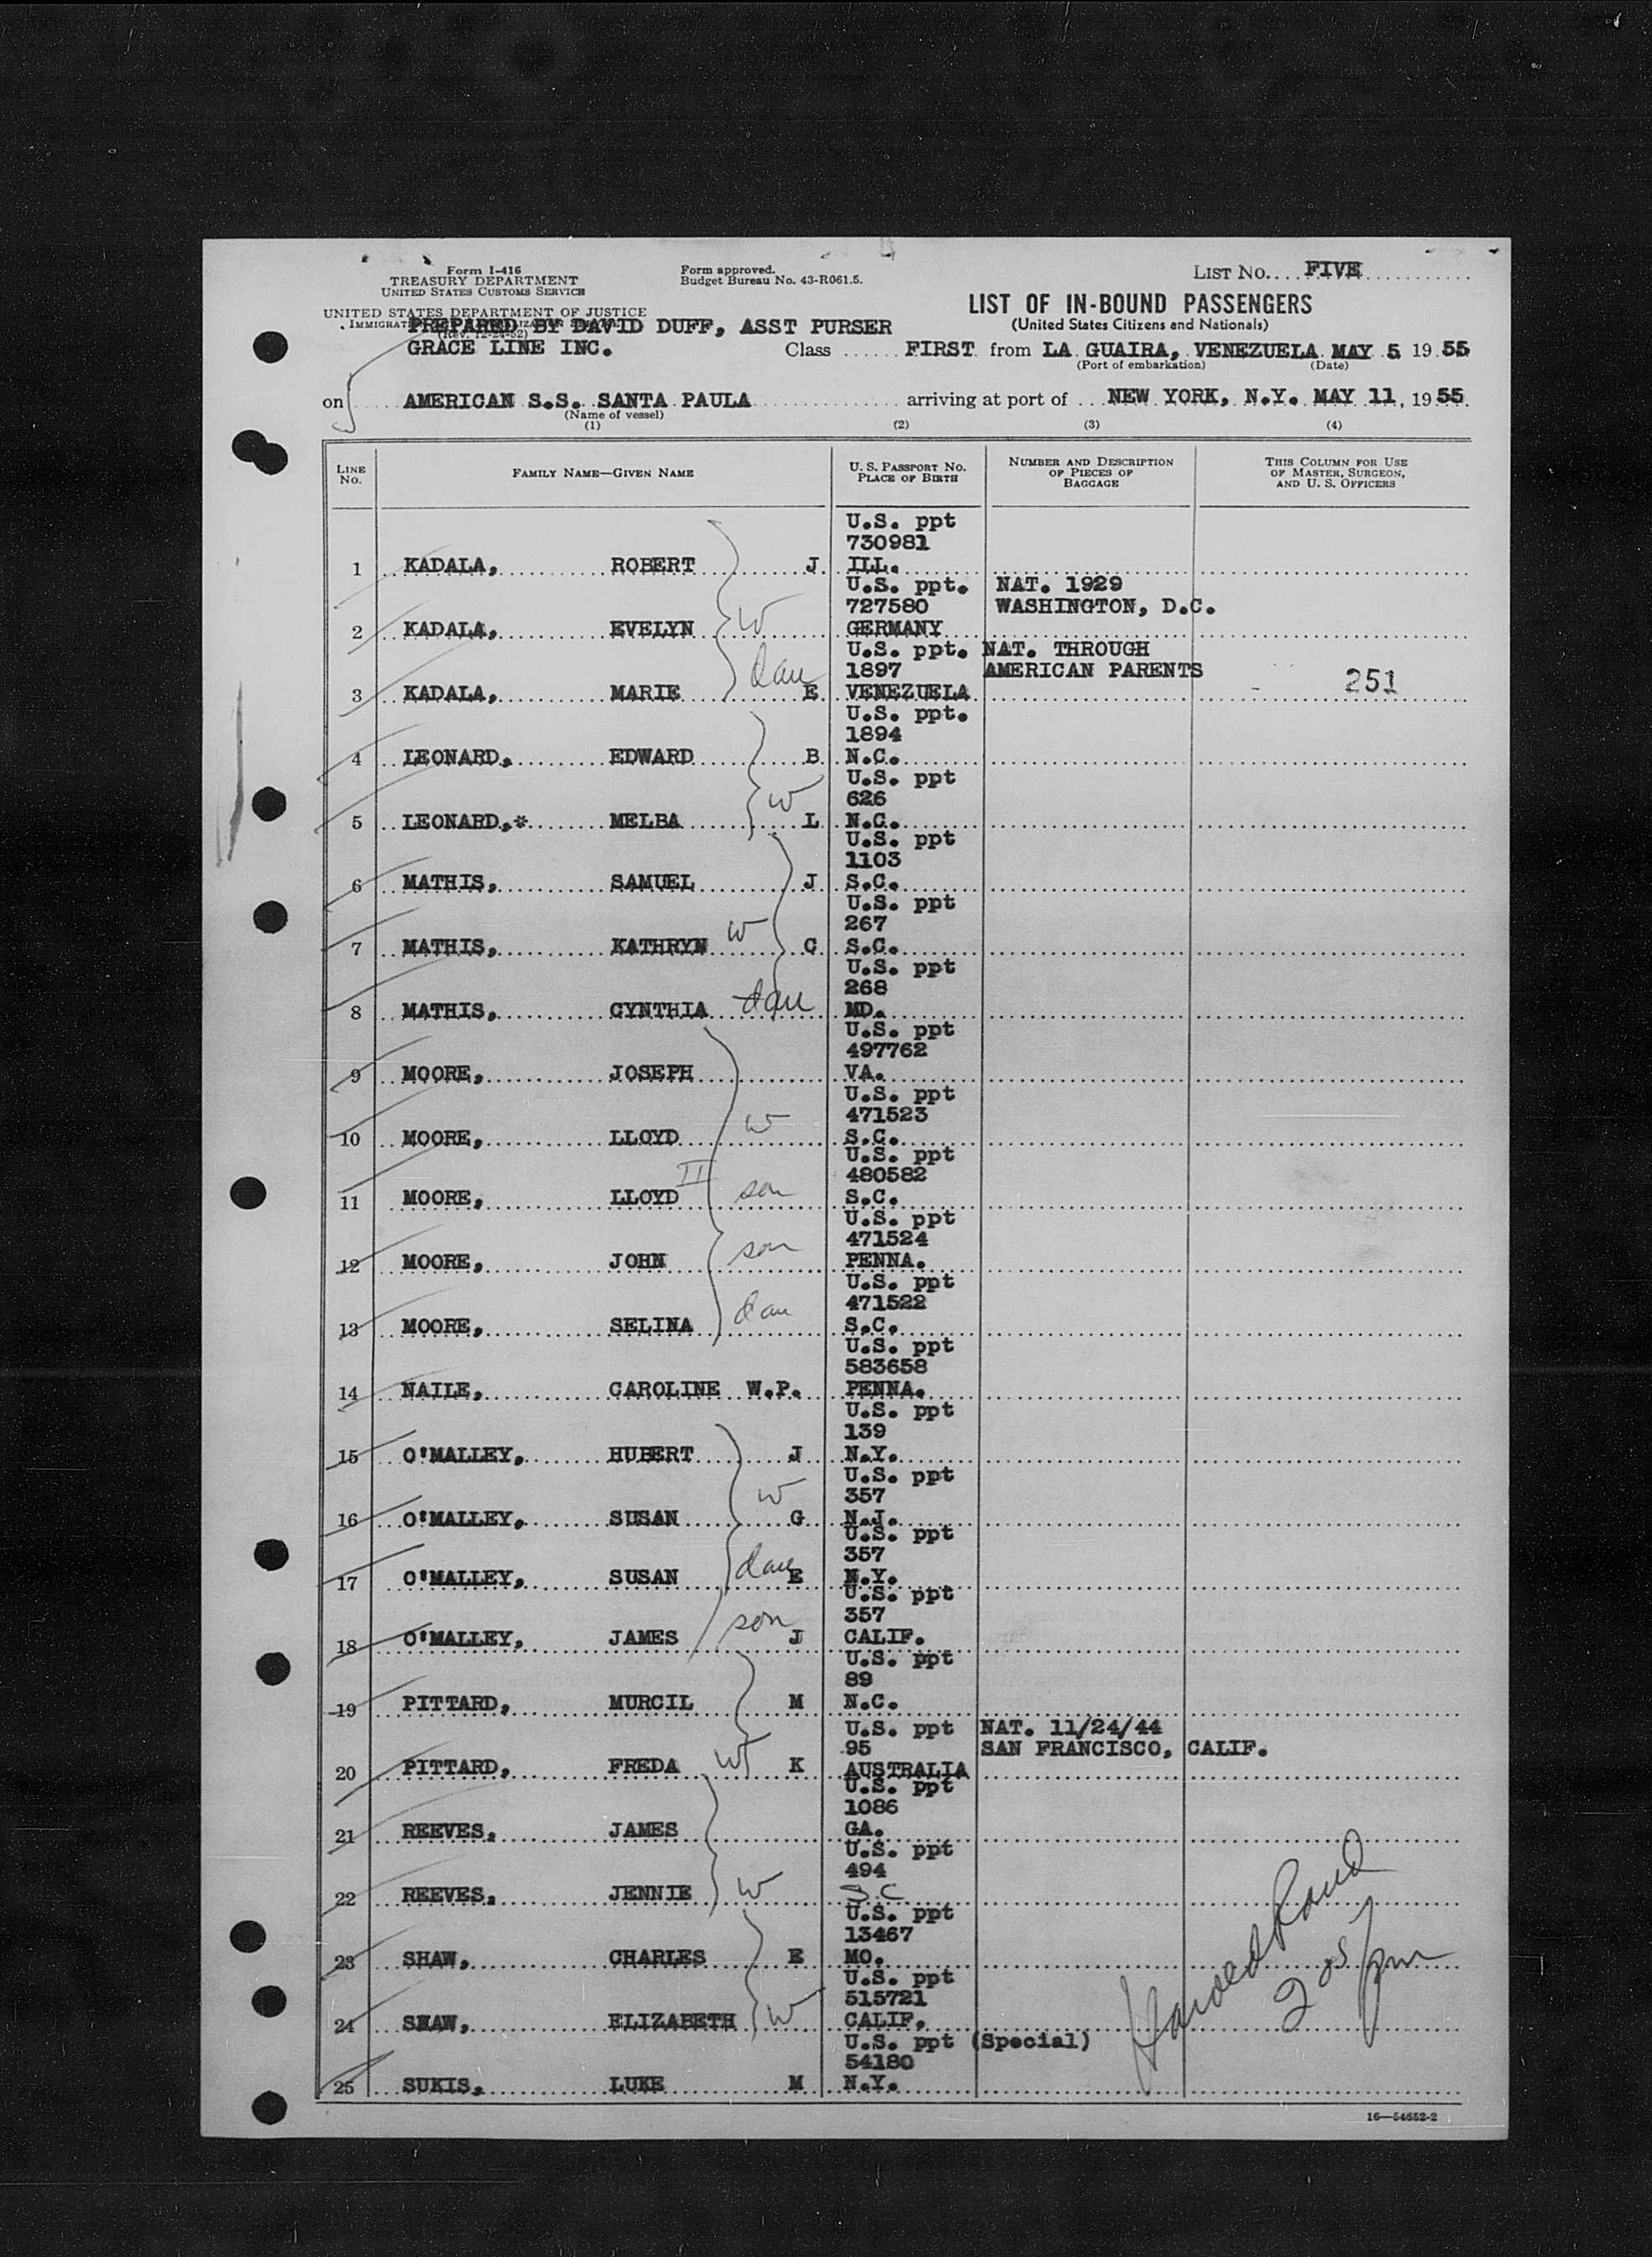 Form I-416
TREASURY DEPARTMENT
UNITED STATES CUSTOMS SERVICE
UNITED STATES DEPARTMENT OF JUSTICE
Form approved.
Budget Bureau No. 43-R061.5.
LIST NO. FIVE
LIST OF IN-BOUND PASSENGERS
(United States Citizens and Nationals)
PREPARED BY DAVID DUFF, ASST PURSER
GRACE LINE INC.
Class FIRST from LA GUAIRA, VENEZUELA MAY 5 1955
(Port of embarkation) (Date)
on AMERICAN S.S. SANTA PAULA arriving at port of NEW YORK, N.Y. MAY 11, 1955
(Name of vessel)
(1) (2) (3) (4)
LINE NO. FAMILY NAME—GIVEN NAME U. S. PASSPORT NO. PLACE OF BIRTH NUMBER AND DESCRIPTION OF PIECES OF BAGGAGE THIS COLUMN FOR USE OF MASTER, SURGEON, AND U. S. OFFICERS
U.S. ppt
730981
1 KADALA, ROBERT J ILL.
U.S. ppt. NAT. 1929
727580 WASHINGTON, D.C.
2 KADALA, EVELYN w GERMANY
U.S. ppt. NAT. THROUGH
1897 AMERICAN PARENTS
3 KADALA, MARIE dau E VENEZUELA 251
U.S. ppt.
1894
4 LEONARD, EDWARD B N.C.
U.S. ppt
626
5 LEONARD,* MELBA w L N.C.
U.S. ppt
1103
6 MATHIS, SAMUEL J S.C.
U.S. ppt
267
7 MATHIS, KATHRYN w C S.C.
U.S. ppt
268
8 MATHIS, CYNTHIA dau MD.
U.S. ppt
497762
9 MOORE, JOSEPH VA.
U.S. ppt
471523
10 MOORE, LLOYD w S.C.
U.S. ppt
480582
11 MOORE, LLOYD II son S.C.
U.S. ppt
471524
12 MOORE, JOHN son PENNA.
U.S. ppt
471522
13 MOORE, SELINA dau S.C.
U.S. ppt
583658
14 NAILE, CAROLINE W.P. PENNA.
U.S. ppt
139
15 O'MALLEY, HUBERT J N.Y.
U.S. ppt
357
16 O'MALLEY, SUSAN w G N.J.
U.S. ppt
357
17 O'MALLEY, SUSAN dau E N.Y.
U.S. ppt
357
18 O'MALLEY, JAMES son J CALIF.
U.S. ppt
89
19 PITTARD, MURCIL M N.C.
U.S. ppt NAT. 11/24/44
95 SAN FRANCISCO, CALIF.
20 PITTARD, FREDA wf K AUSTRALIA
U.S. ppt
1086
21 REEVES, JAMES GA.
U.S. ppt
494
22 REEVES, JENNIE w S.C
U.S. ppt
13467
23 SHAW, CHARLES E MO.
U.S. ppt
515721
24 SHAW, ELIZABETH w CALIF.
U.S. ppt (Special)
54180
25 SUKIS, LUKE M N.Y.
Harold Rand
2 05 pm
16—54652-2